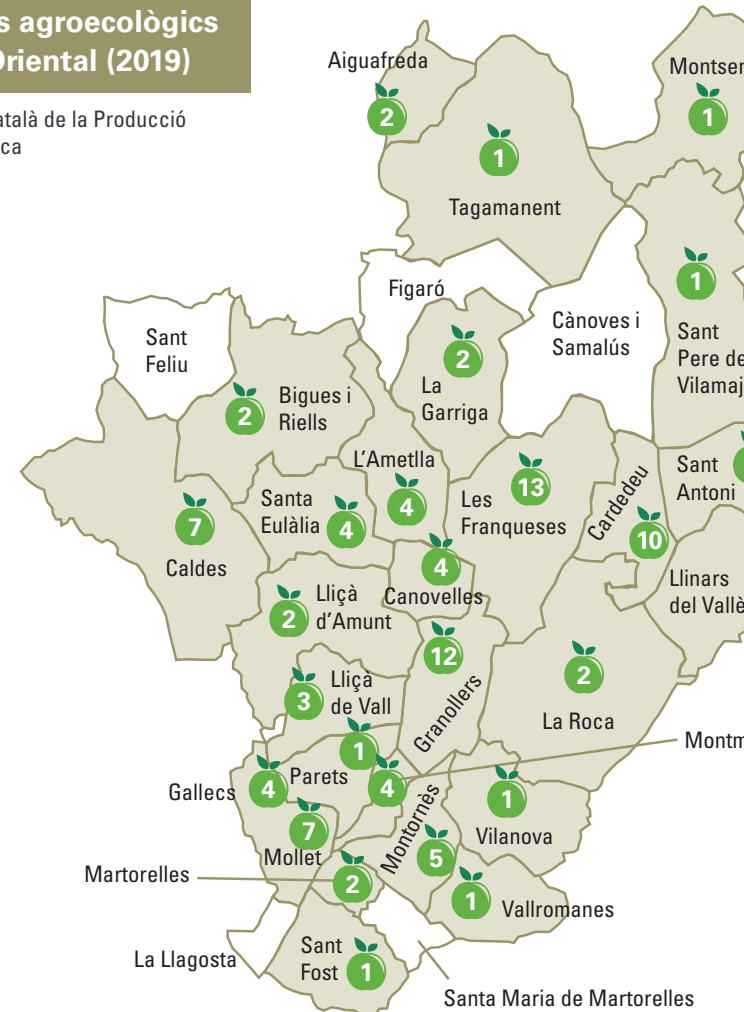 s agroecològics
Oriental (2019)
atalà de la Producció
ca
Aiguafreda
2
1
Tagamanent
Montsen
1
Figaró
Cànoves i
Samalús
1
Sant
Pere de
Vilamaj
Sant
Feliu
2
Bigues i
Riells
2
La
Garriga
L'Ametlla
4
13
Les
Franqueses
Cardedeu
10
Sant
Antoni
7
Caldes
Santa
Eulàlia
4
4
Canovelles
Llinars
del Vallè
2
Lliçà
d'Amunt
12
Granollers
2
La Roca
3
Lliçà
de Vall
1
Parets
4
Montm
Gallecs
4
7
Mollet
Montornès
5
1
Vilanova
Martorelles
2
1
Vallromanes
La Llagosta
Sant
Fost
1
Santa Maria de Martorelles